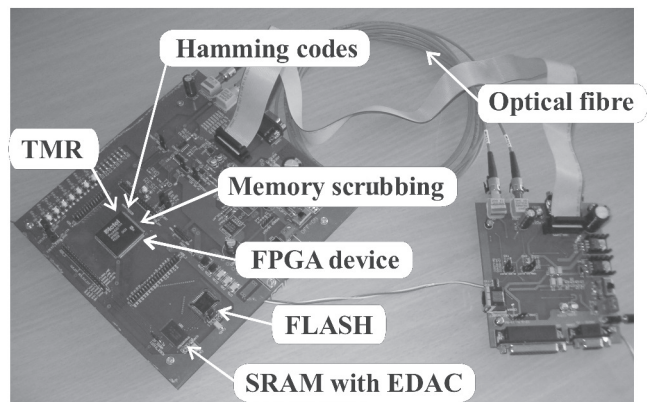 Hamming codes
Optical fibre
TMR
Memory scrubbing
FPGA device
FLASH
SRAM with EDAC